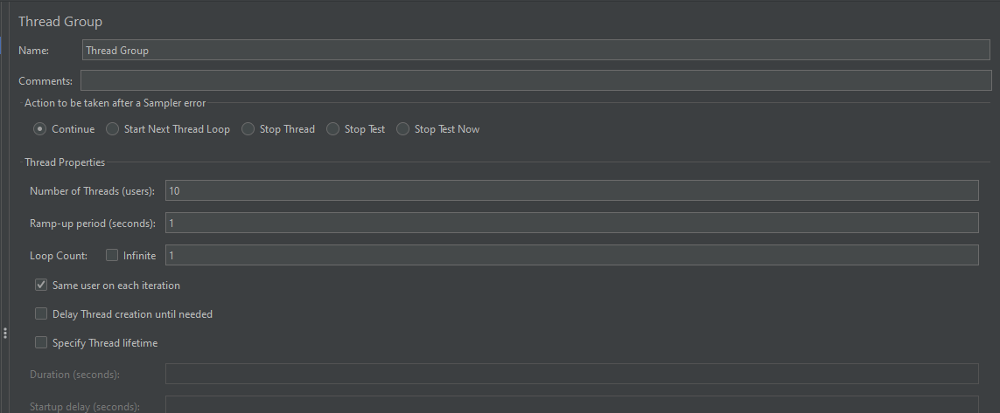 Thread Group
Name: Thread Group
Comments:
Action to be taken after a Sampler error
Continue Start Next Thread Loop Stop Thread Stop Test Stop Test Now
Thread Properties
Number of Threads (users): 10
Ramp-up period (seconds): 1
Loop Count: Infinite 1
Same user on each iteration
Delay Thread creation until needed
Specify Thread lifetime
Duration (seconds):
Startup delay (seconds):